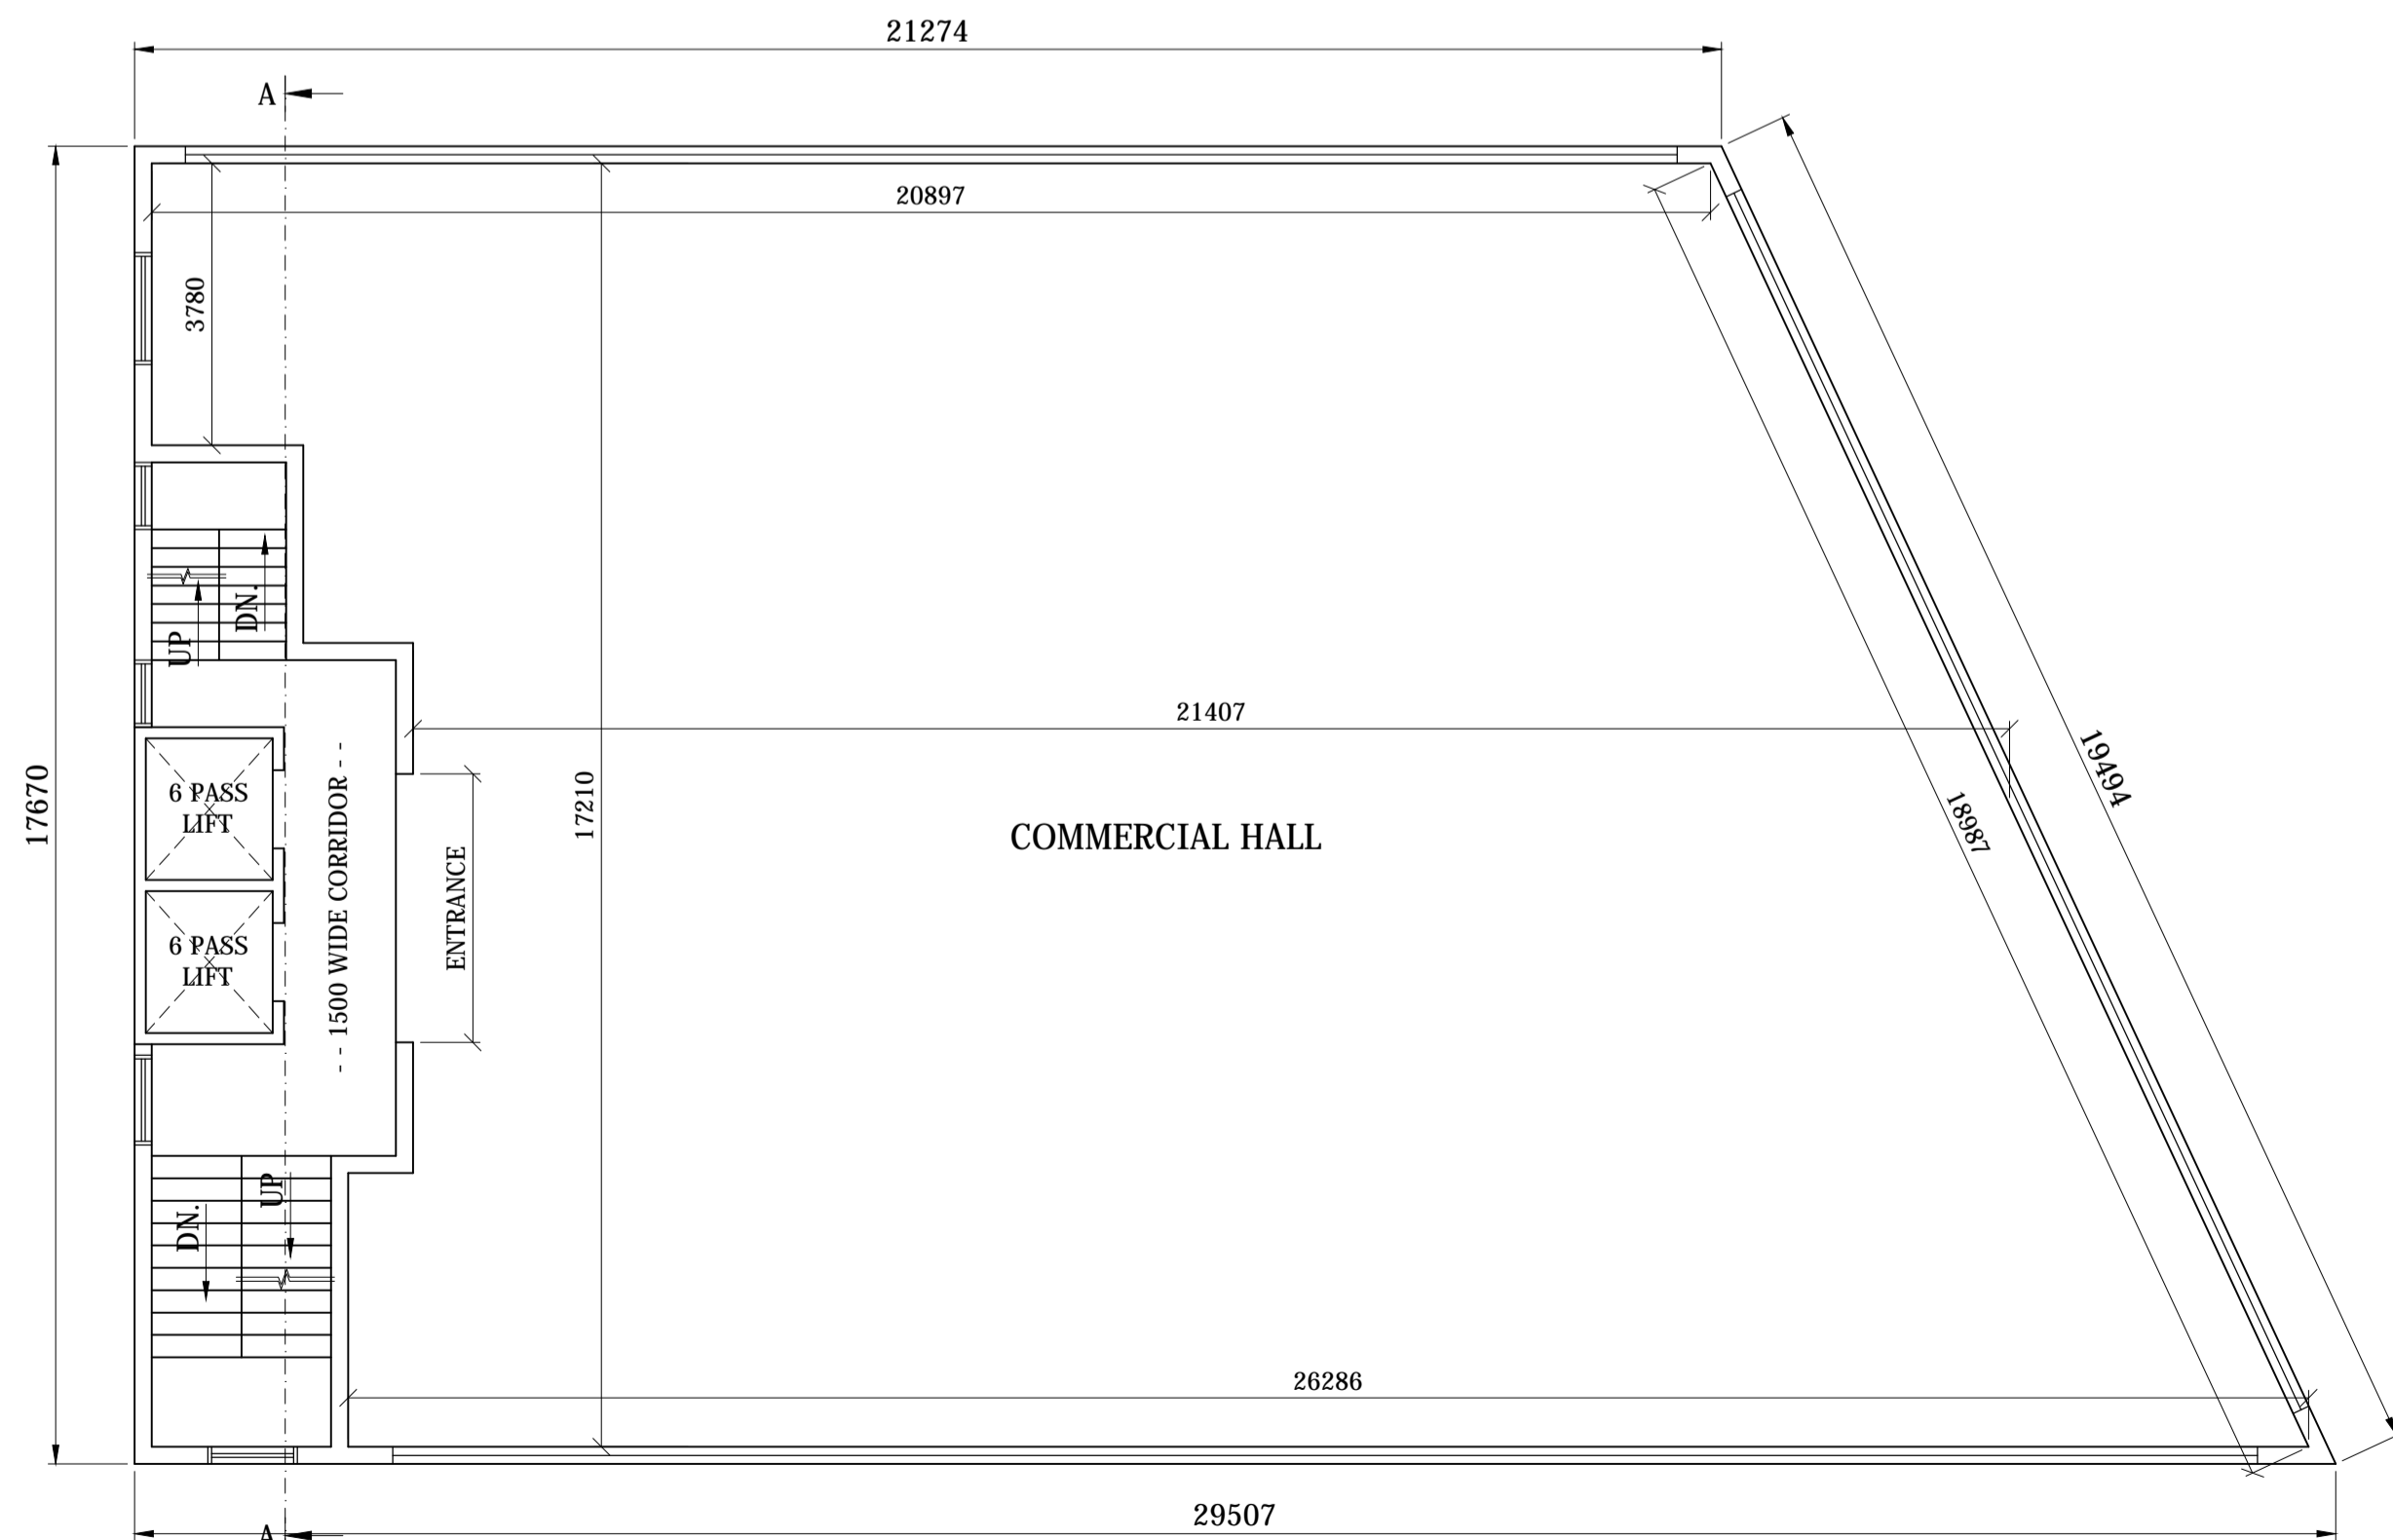 21274
A
20897
3780
DN.
UP
21407
17670
6 PASS
LIFT
- - 1500 WIDE CORRIDOR - -
ENTRANCE
17210
COMMERCIAL HALL
18987
19494
6 PASS
LIFT
UP
DN.
26286
29507
A